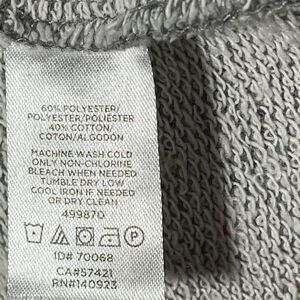 60% POLYESTER/
POLYESTER/POLIESTER
40% COTTON/
COTON/ALGODÓN
MACHINE WASH COLD
ONLY NON-CHLORINE
BLEACH WHEN NEEDED
TUMBLE DRY LOW
COOL IRON IF NEEDED
OR DRY CLEAN
499870
ID# 70068
CA#57421
RN#140923